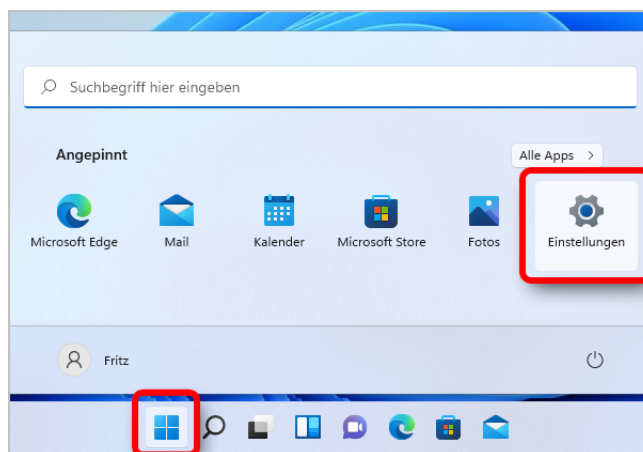 Suchbegriff hier eingeben
Angepinnt
Alle Apps
Microsoft Edge
Mail
Kalender
Microsoft Store
Fotos
Einstellungen
Fritz